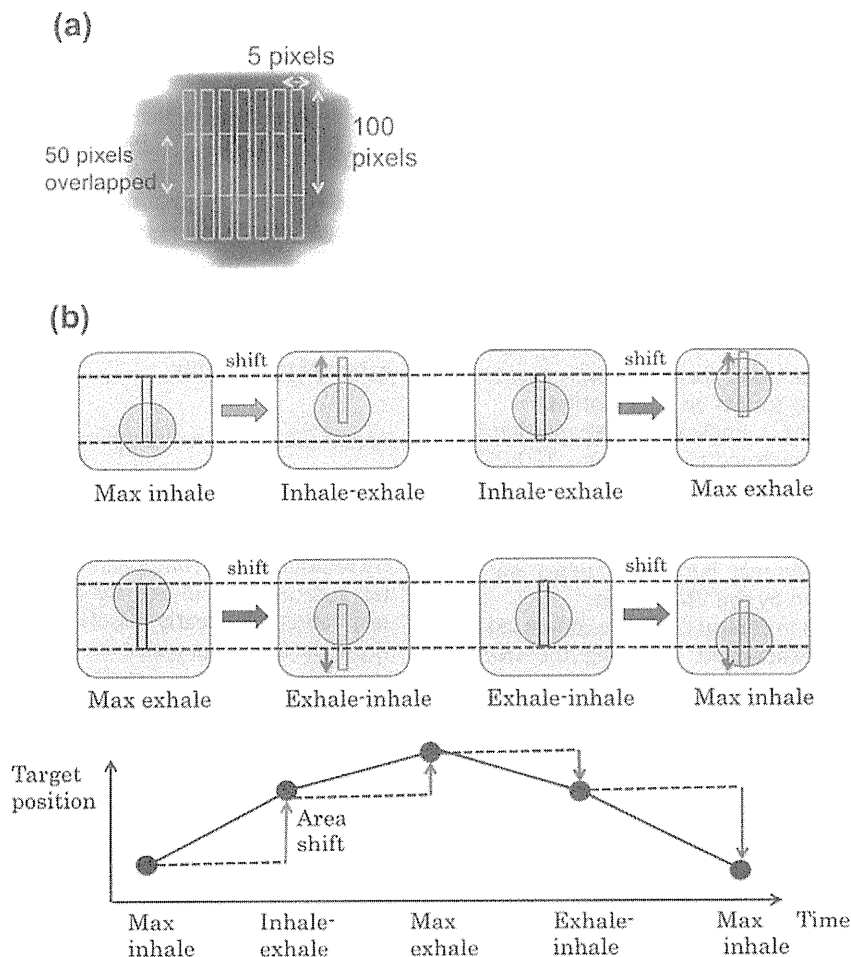 (a)
5 pixels
100
pixels
50 pixels
overlapped
(b)
shift
shift
Max inhale
Inhale-exhale
Inhale-exhale
Max exhale
shift
shift
Max exhale
Exhale-inhale
Exhale-inhale
Max inhale
Target
position
Area
shift
Max
inhale
Inhale-
exhale
Max
exhale
Exhale-
inhale
Max
inhale
Time